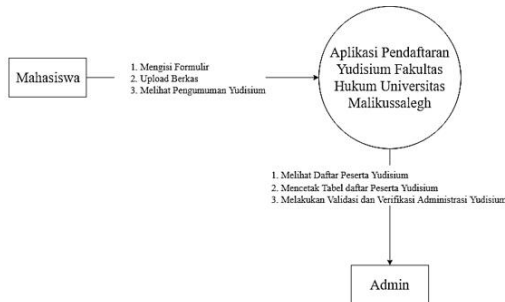 Mahasiswa
1. Mengisi Formulir
2. Upload Berkas
3. Melihat Pengumuman Yudisium
Aplikasi Pendaftaran
Yudisium Fakultas
Hukum Universitas
Malikussalegh
1. Melihat Daftar Peserta Yudisium
2. Mencetak Tabel daftar Peserta Yudisium
3. Melakukan Validasi dan Verifikasi Administrasi Yudisium
Admin